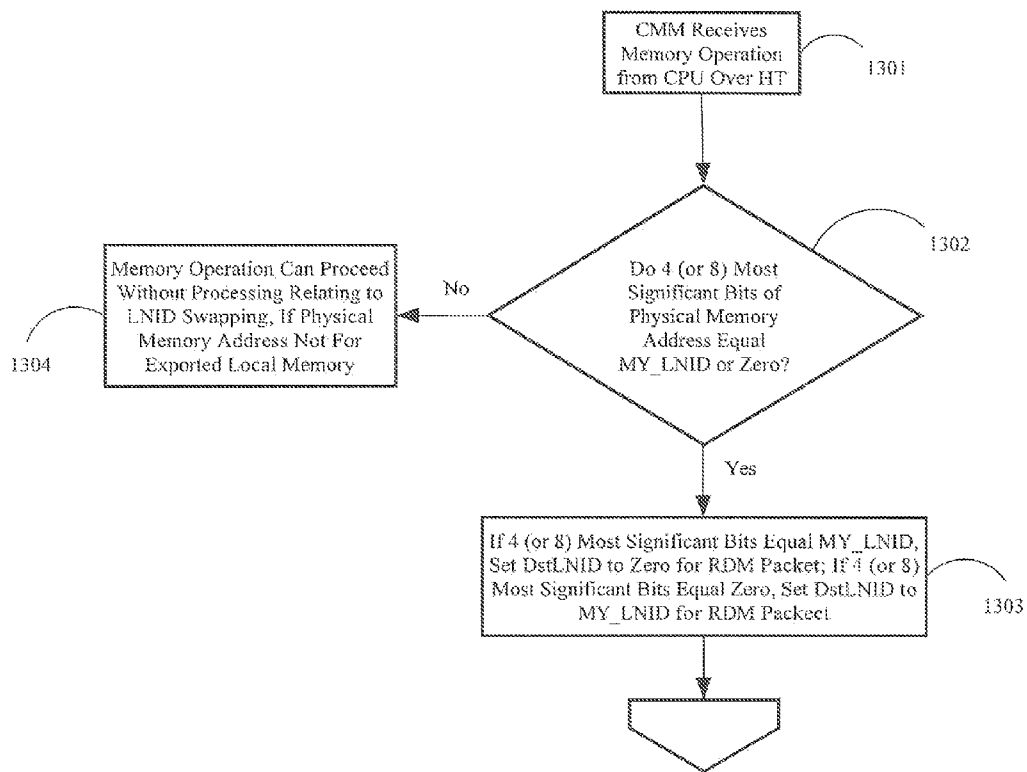 CMM Receives
Memory Operation
from CPU Over HT
1301
1302
Do 4 (or 8) Most
Significant Bits of
Physical Memory
Address Equal
MY_LNID or Zero?
No
Memory Operation Can Proceed
Without Processing Relating to
LNID Swapping, If Physical
Memory Address Not For
Exported Local Memory
1304
Yes
If 4 (or 8) Most Significant Bits Equal MY_LNID,
Set DstLNID to Zero for RDM Packet; If 4 (or 8)
Most Significant Bits Equal Zero, Set DstLNID to
MY_LNID for RDM Packect
1303